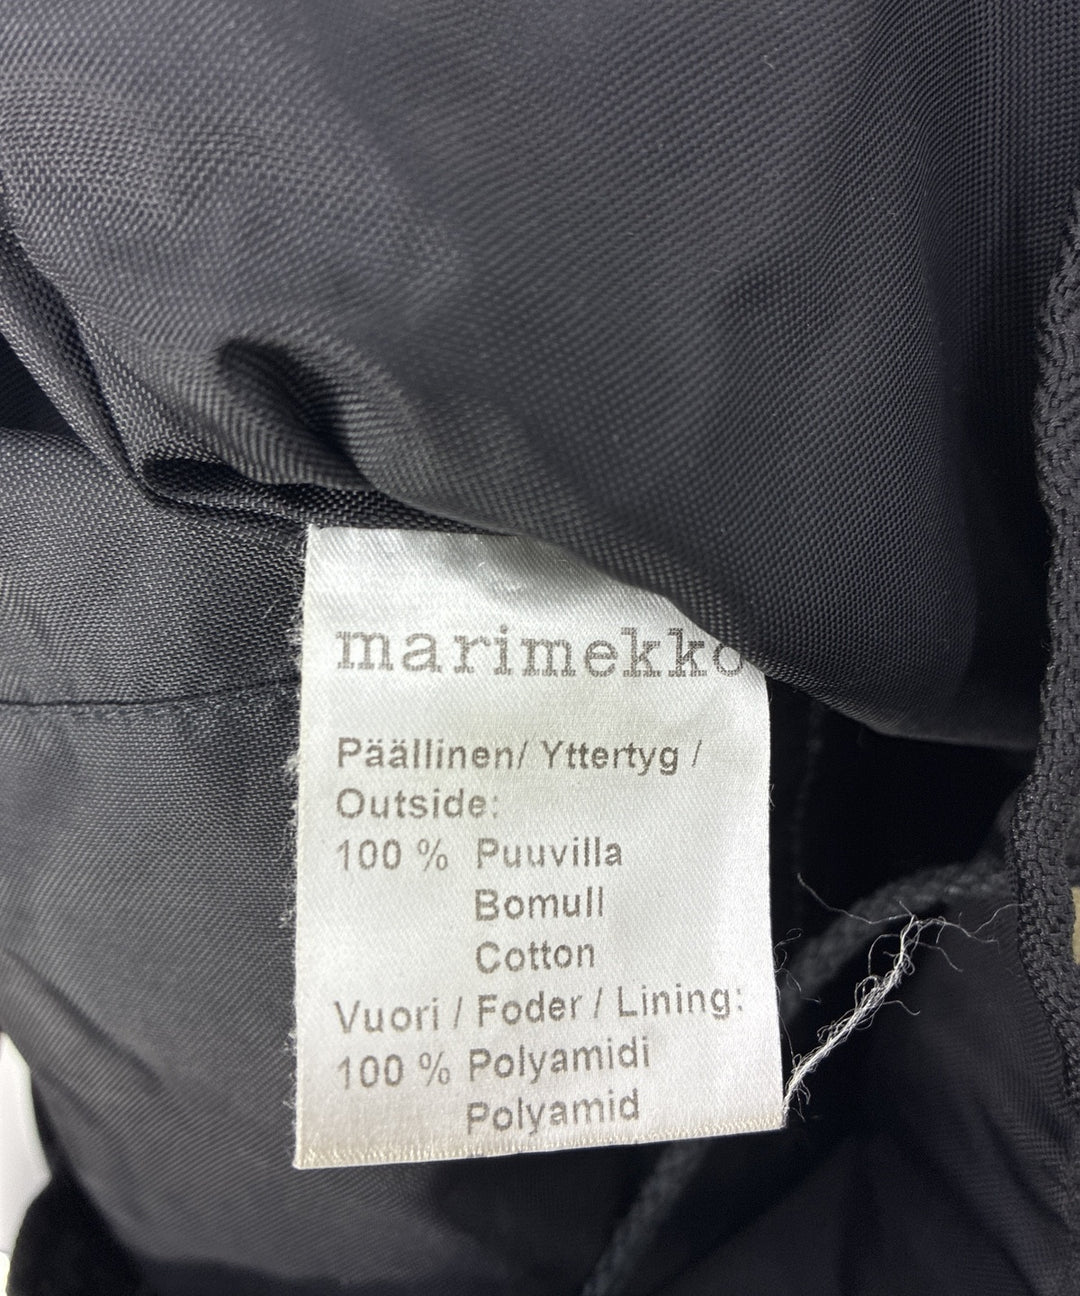 marimekko
Päällinen/ Yttertyg /
Outside:
100 % Puuvilla
Bomull
Cotton
Vuori / Foder / Lining:
100 % Polyamidi
Polyamid